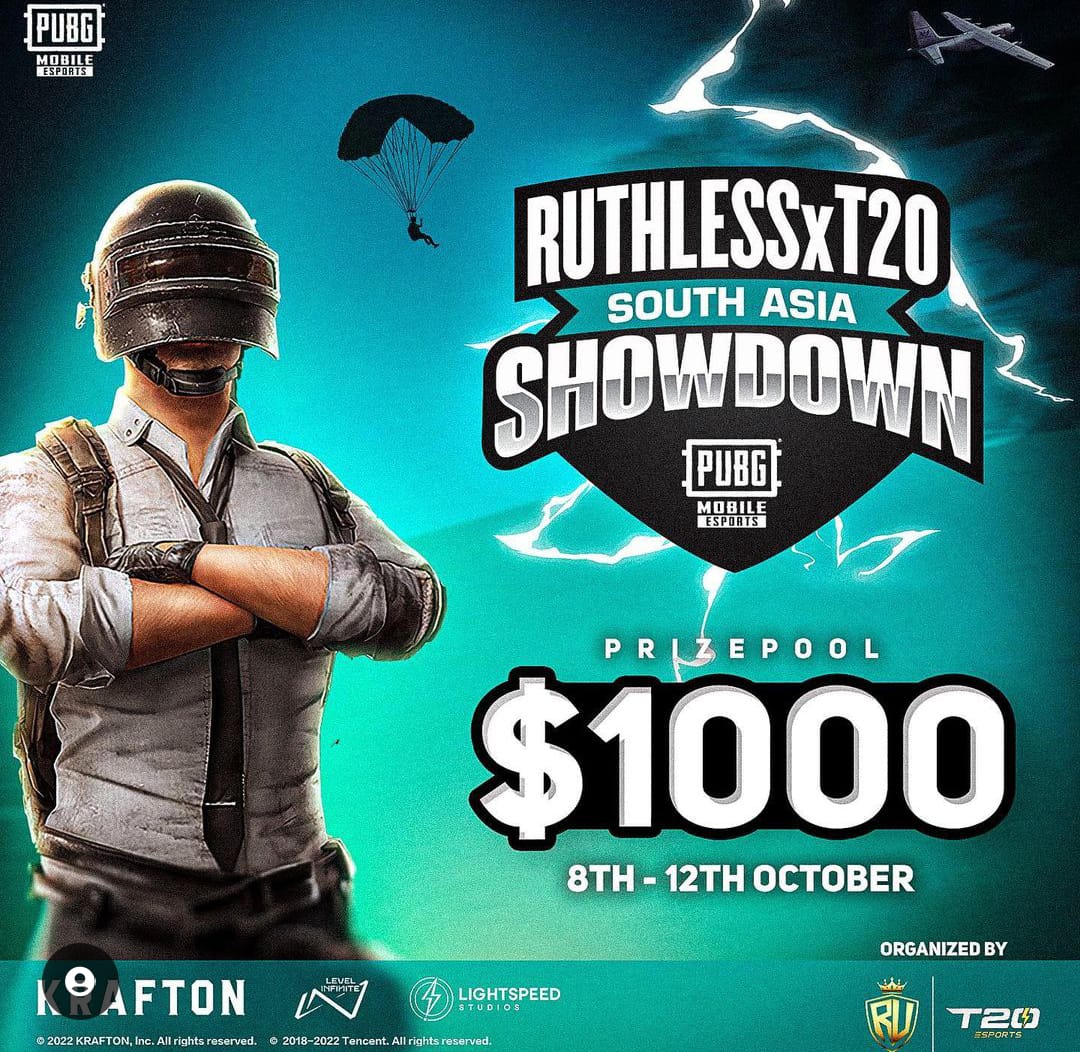 PUBG
MOBILE
ESPORTS
RUTHLESSxT20
SOUTH ASIA
SHOWDOWN
PUBG
MOBILE
ESPORTS
PRIZEPOOL
$1000
8TH - 12TH OCTOBER
ORGANIZED BY
KRAFTON
LEVEL
INFINITE
LIGHTSPEED
STUDIOS
RU
T20
ESPORTS
© 2022 KRAFTON, Inc. All rights reserved.
© 2018-2022 Tencent. All rights reserved.